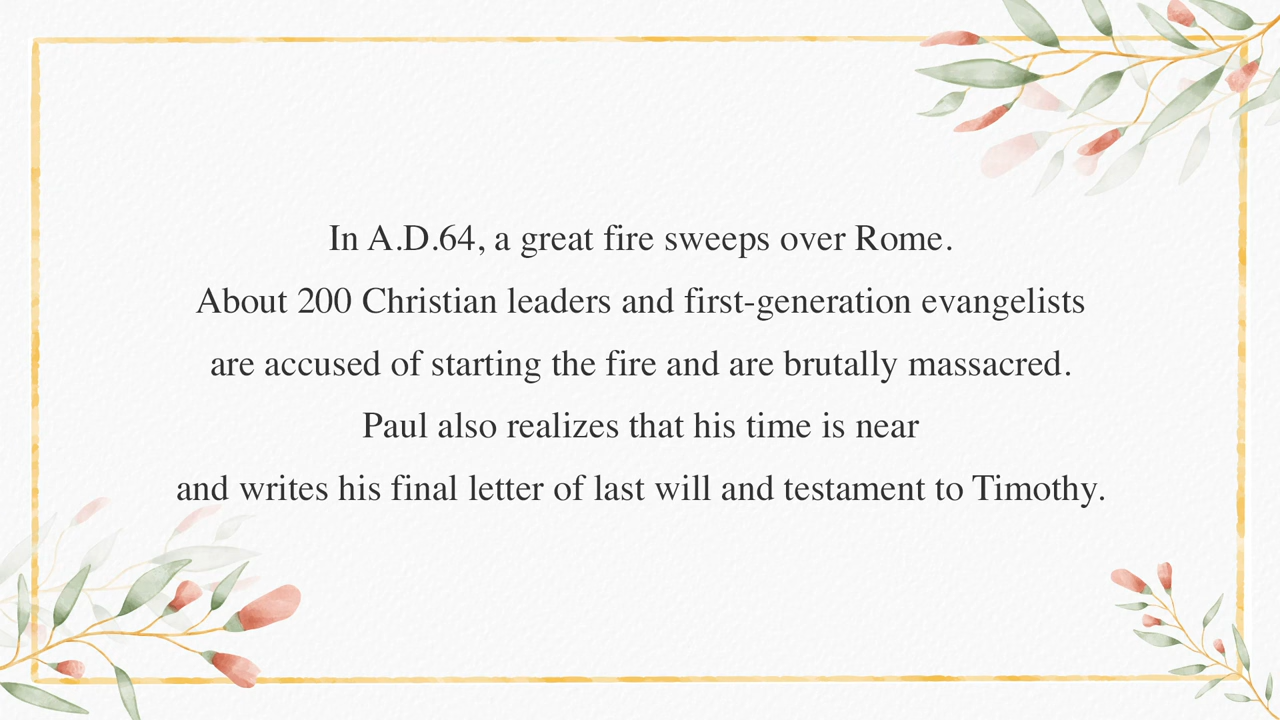 In A.D.64, a great fire sweeps over Rome.
About 200 Christian leaders and first-generation evangelists
are accused of starting the fire and are brutally massacred.
Paul also realizes that his time is near
and writes his final letter of last will and testament to Timothy.